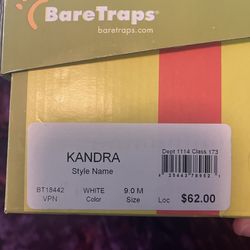 BareTraps®
baretraps.com
Dept 1114 Class 173
KANDRA
Style Name
BT18442 WHITE 9.0 M $62.00
VPN Color Size Loc